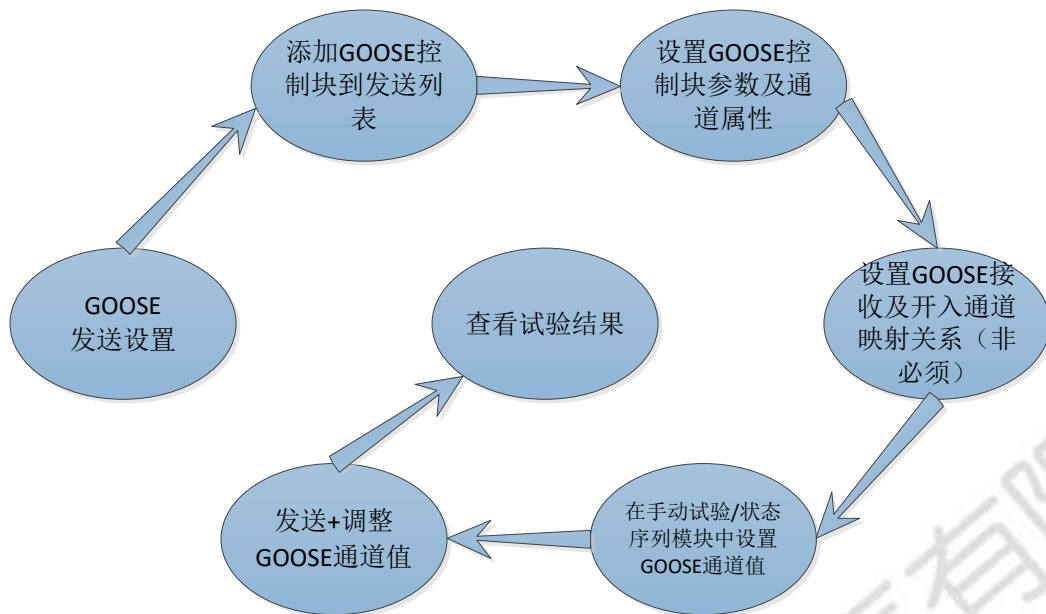 添加GOOSE控
制块到发送列
表
设置GOOSE控
制块参数及通
道属性
GOOSE
发送设置
查看试验结果
设置GOOSE接
收及开入通道
映射关系（非
必须）
发送+调整
GOOSE通道值
在手动试验/状态
序列模块中设置
GOOSE通道值
有限